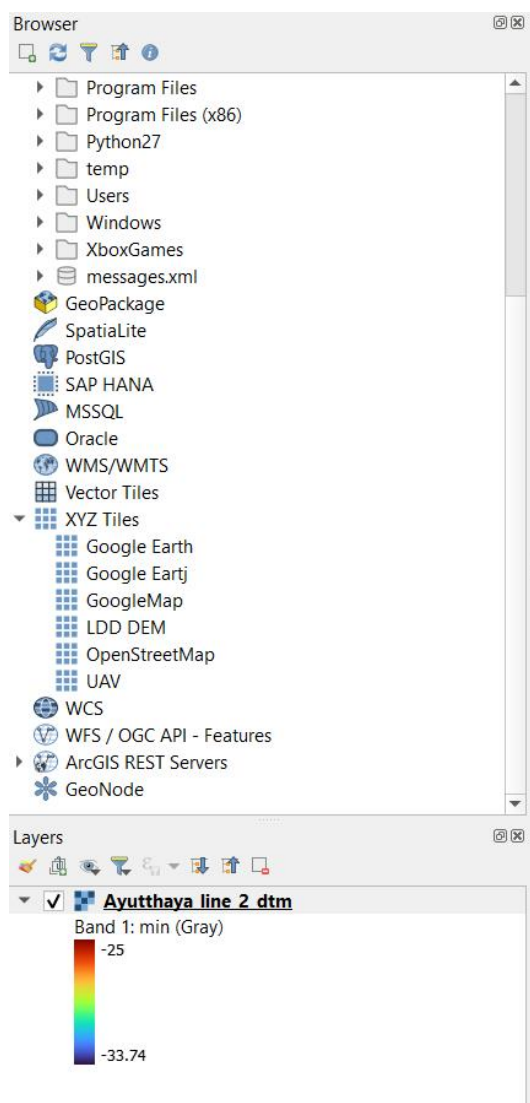 Browser
Program Files
Program Files (x86)
Python27
temp
Users
Windows
XboxGames
messages.xml
GeoPackage
SpatiaLite
PostGIS
SAP HANA
MSSQL
Oracle
WMS/WMTS
Vector Tiles
XYZ Tiles
Google Earth
Google Eartj
GoogleMap
LDD DEM
OpenStreetMap
UAV
WCS
WFS / OGC API - Features
ArcGIS REST Servers
GeoNode
Layers
Ayutthaya line 2 dtm
Band 1: min (Gray)
-25
-33.74